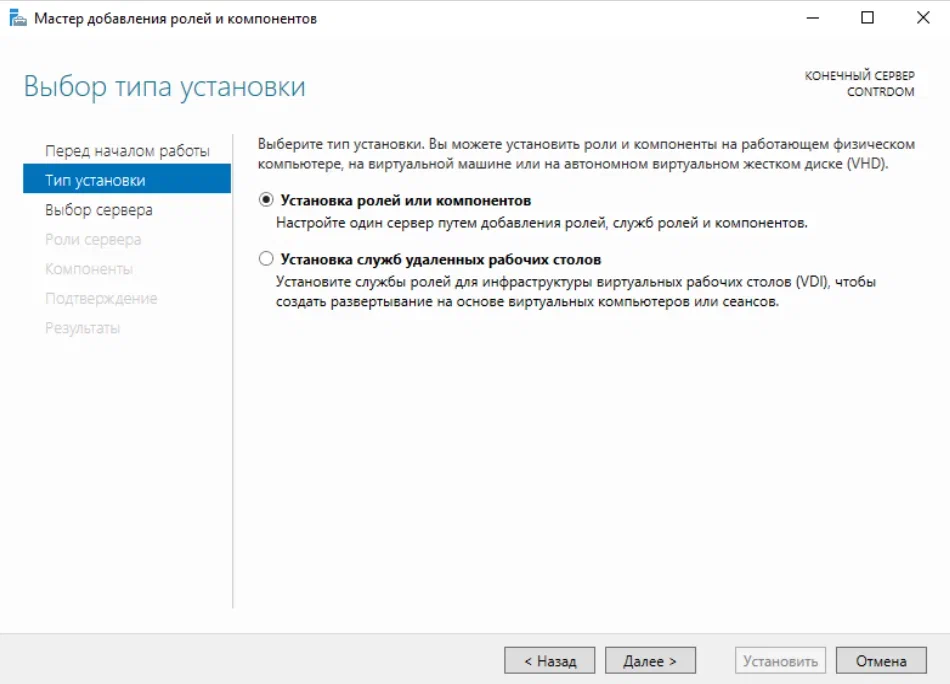 Мастер добавления ролей и компонентов
Выбор типа установки
КОНЕЧНЫЙ СЕРВЕР
CONTRDOM
Перед началом работы
Тип установки
Выбор сервера
Роли сервера
Компоненты
Подтверждение
Результаты
Выберите тип установки. Вы можете установить роли и компоненты на работающем физическом
компьютере, на виртуальной машине или на автономном виртуальном жестком диске (VHD).
Установка ролей или компонентов
Настройте один сервер путем добавления ролей, служб ролей и компонентов.
Установка служб удаленных рабочих столов
Установите службы ролей для инфраструктуры виртуальных рабочих столов (VDI), чтобы
создать развертывание на основе виртуальных компьютеров или сеансов.
< Назад
Далее >
Установить
Отмена